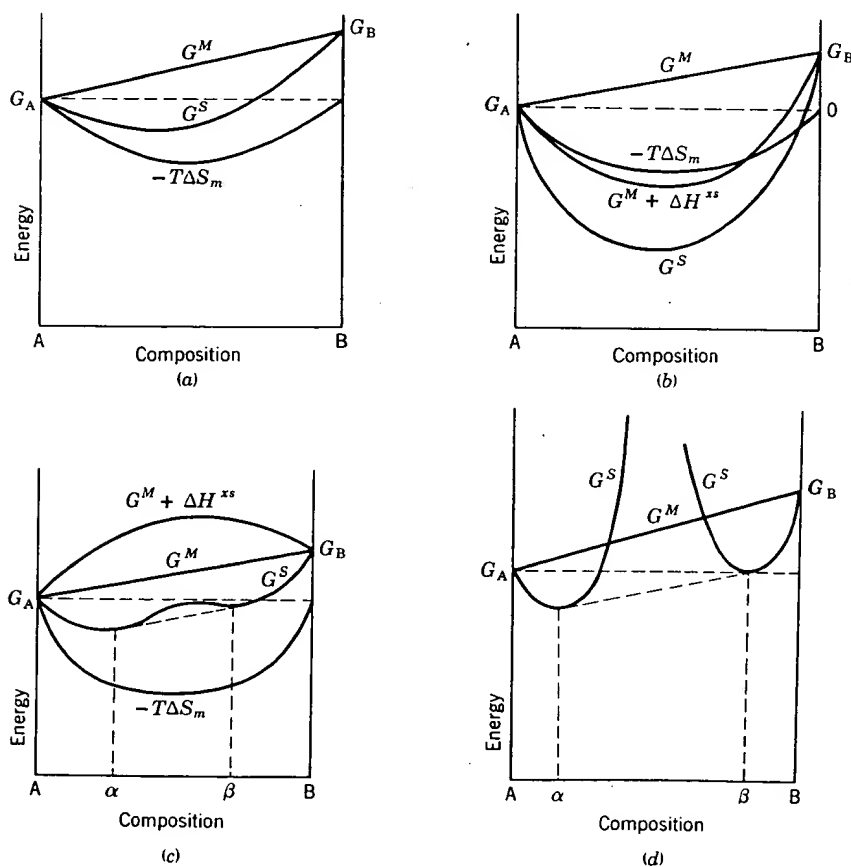 G_B
G^M
G_A
G^S
−TΔS_m
Energy
A
B
Composition
(a)
G_B
G^M
G_A
0
−TΔS_m
G^M + ΔH^xs
G^S
Energy
A
B
Composition
(b)
G^M + ΔH^xs
G^M
G_B
G^S
G_A
−TΔS_m
Energy
A
α
β
B
Composition
(c)
G^S
G^S
G_B
G^M
G_A
Energy
A
α
β
B
Composition
(d)